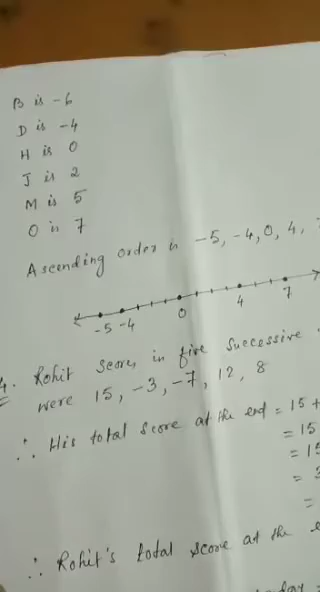 B is -6
D is -4
H is 0
J is 2
M is 5
O is 7
Ascending order is -5, -4, 0, 4,
-5 -4 0 4 7
4. Rohit score, in five successive
were 15, -3, -7, 12, 8
∴ His total score at the end = 15 +
= 15
= 15
=
=
∴ Rohit's total score at the